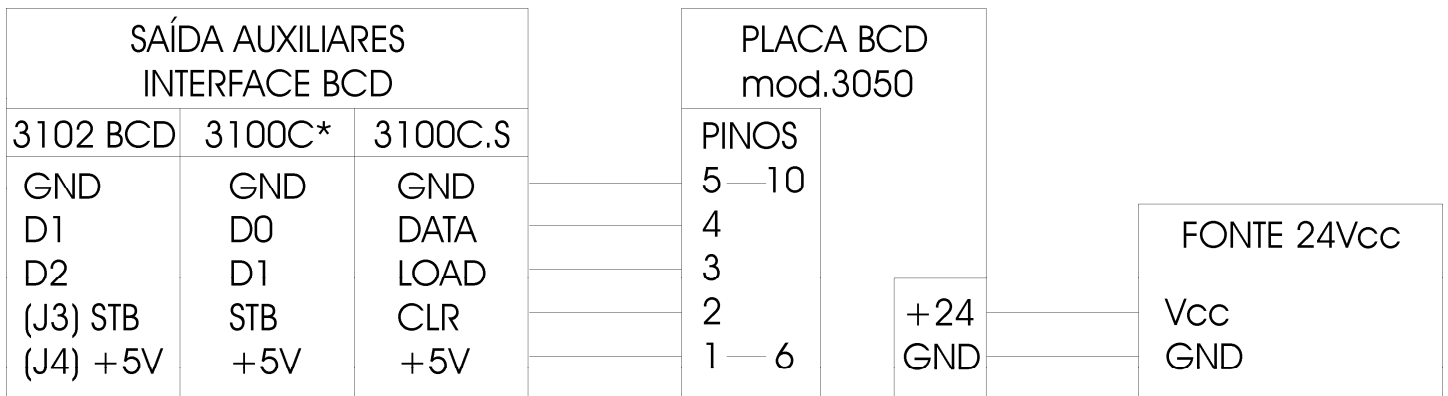 SAÍDA AUXILIARES
INTERFACE BCD
3102 BCD 3100C* 3100C.S
GND GND GND
D1 D0 DATA
D2 D1 LOAD
(J3) STB STB CLR
(J4) +5V +5V +5V
PLACA BCD
mod.3050
PINOS
5 10
4
3
2
1 6
+24
GND
FONTE 24Vcc
Vcc
GND